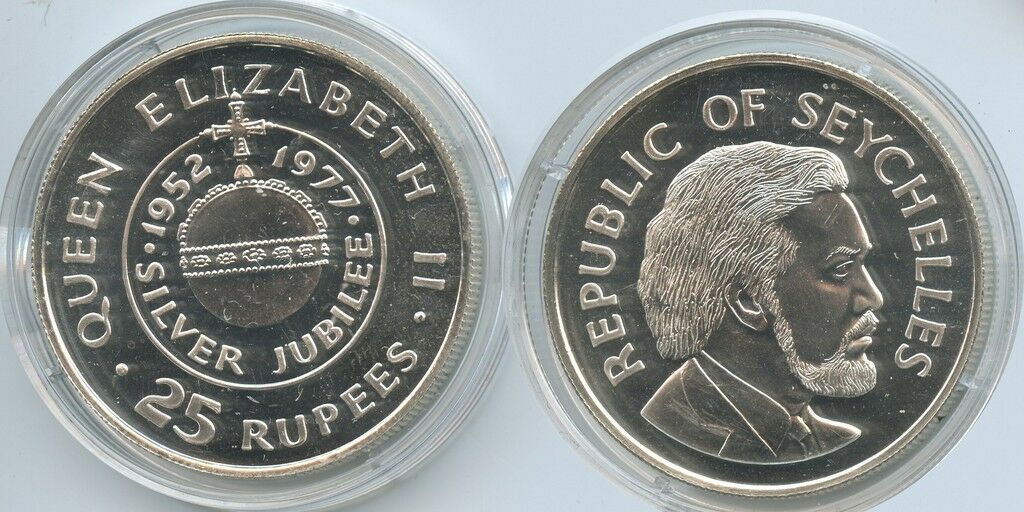 QUEEN ELIZABETH II
· 25 RUPEES ·
· 1952 1977 ·
SILVER JUBILEE
REPUBLIC OF SEYCHELLES